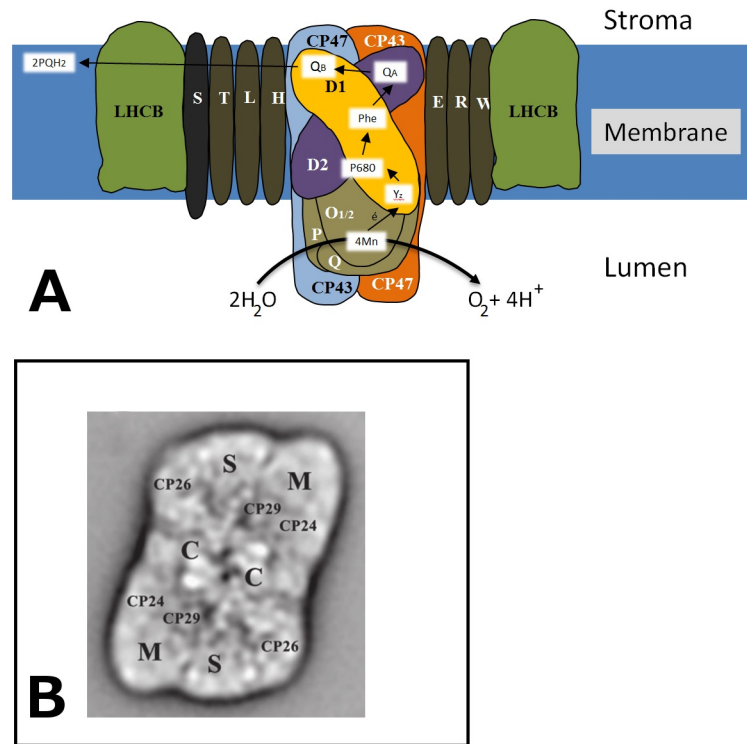 Stroma
CP47 CP43
2PQH2 QB QA
D1
S T L H E R W
LHCB LHCB
Phe
Membrane
D2 P680
Yz
O1/2 é
P 4Mn
Q
Lumen
A
CP43 CP47
2H2O O2+ 4H+
S
CP26 M
CP29
CP24
C
C
CP24
CP29
M S CP26
B